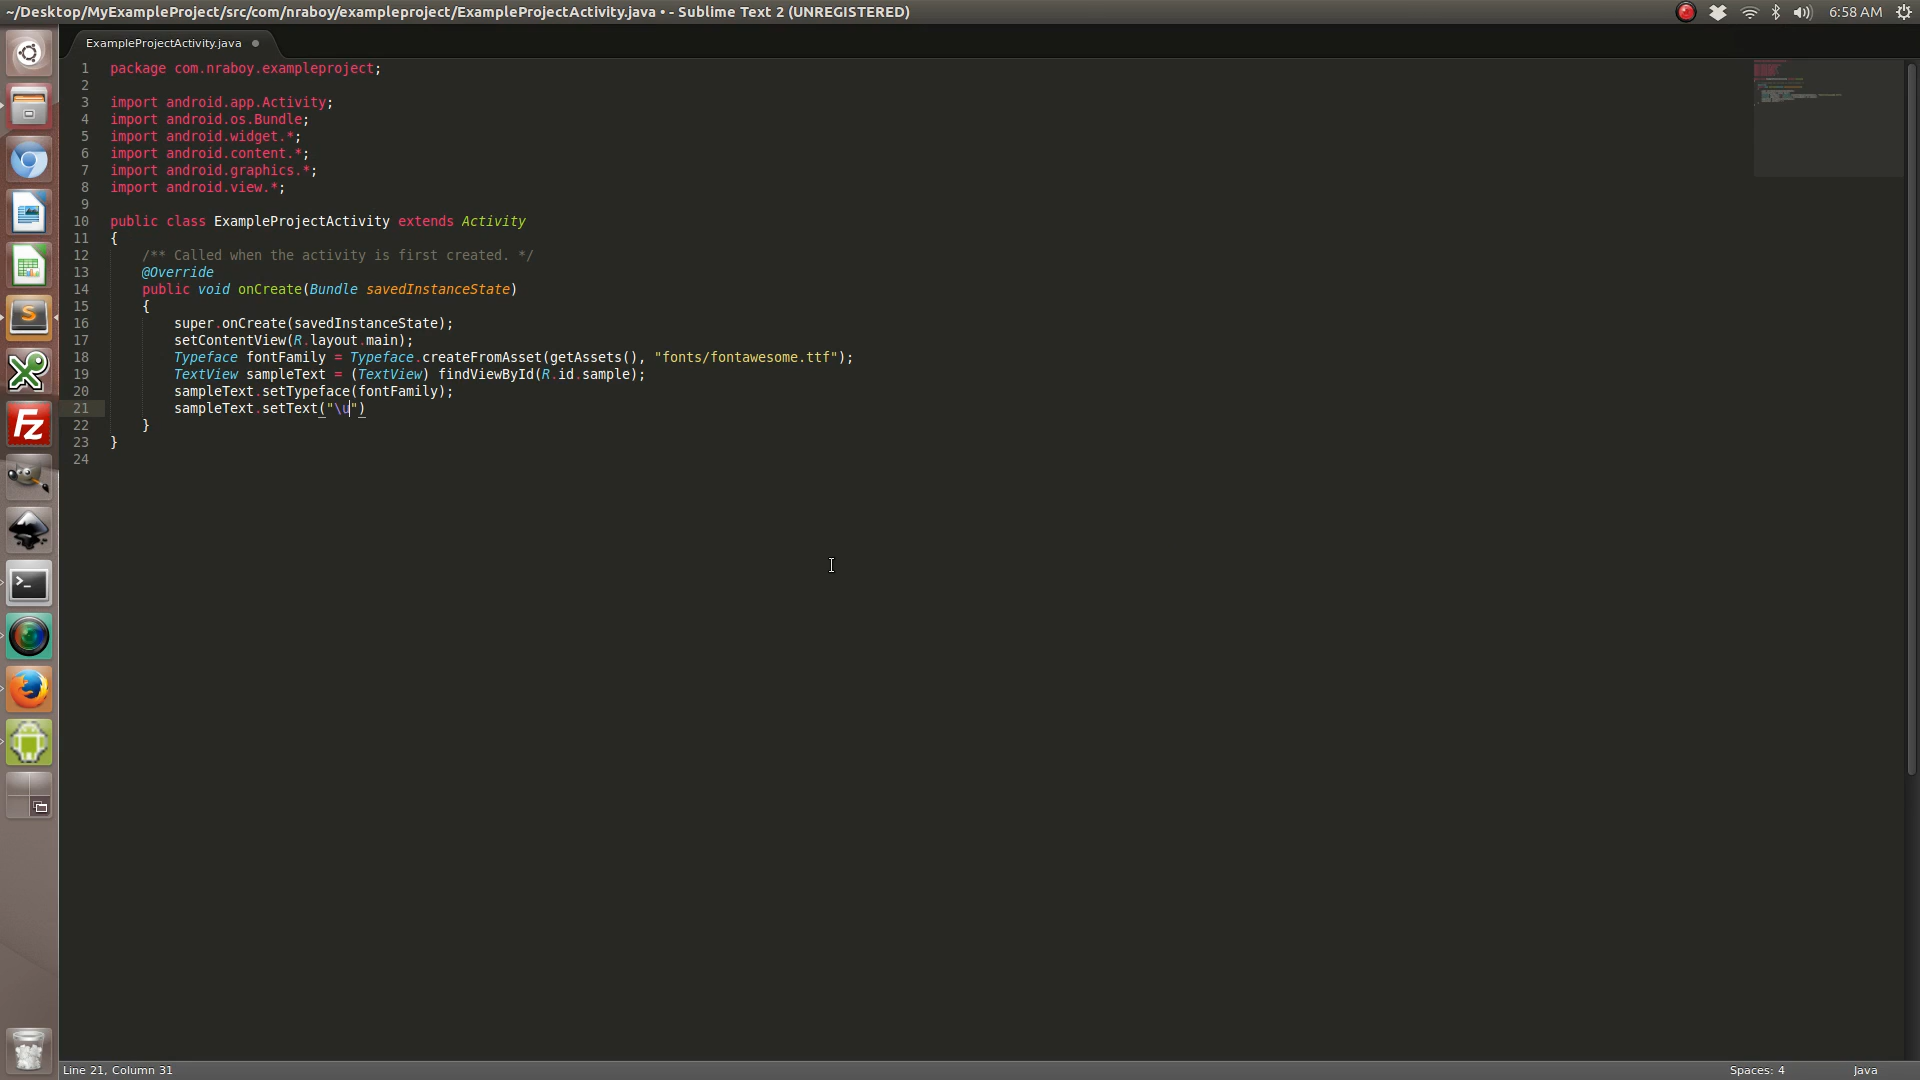 ~/Desktop/MyExampleProject/src/com/nraboy/exampleproject/ExampleProjectActivity.java • - Sublime Text 2 (UNREGISTERED)
6:58 AM
ExampleProjectActivity.java
1 package com.nraboy.exampleproject;
2
3 import android.app.Activity;
4 import android.os.Bundle;
5 import android.widget.*;
6 import android.content.*;
7 import android.graphics.*;
8 import android.view.*;
9
10 public class ExampleProjectActivity extends Activity
11 {
12     /** Called when the activity is first created. */
13     @Override
14     public void onCreate(Bundle savedInstanceState)
15     {
16         super.onCreate(savedInstanceState);
17         setContentView(R.layout.main);
18         Typeface fontFamily = Typeface.createFromAsset(getAssets(), "fonts/fontawesome.ttf");
19         TextView sampleText = (TextView) findViewById(R.id.sample);
20         sampleText.setTypeface(fontFamily);
21         sampleText.setText("\u")
22     }
23 }
24
Line 21, Column 31
Spaces: 4
Java